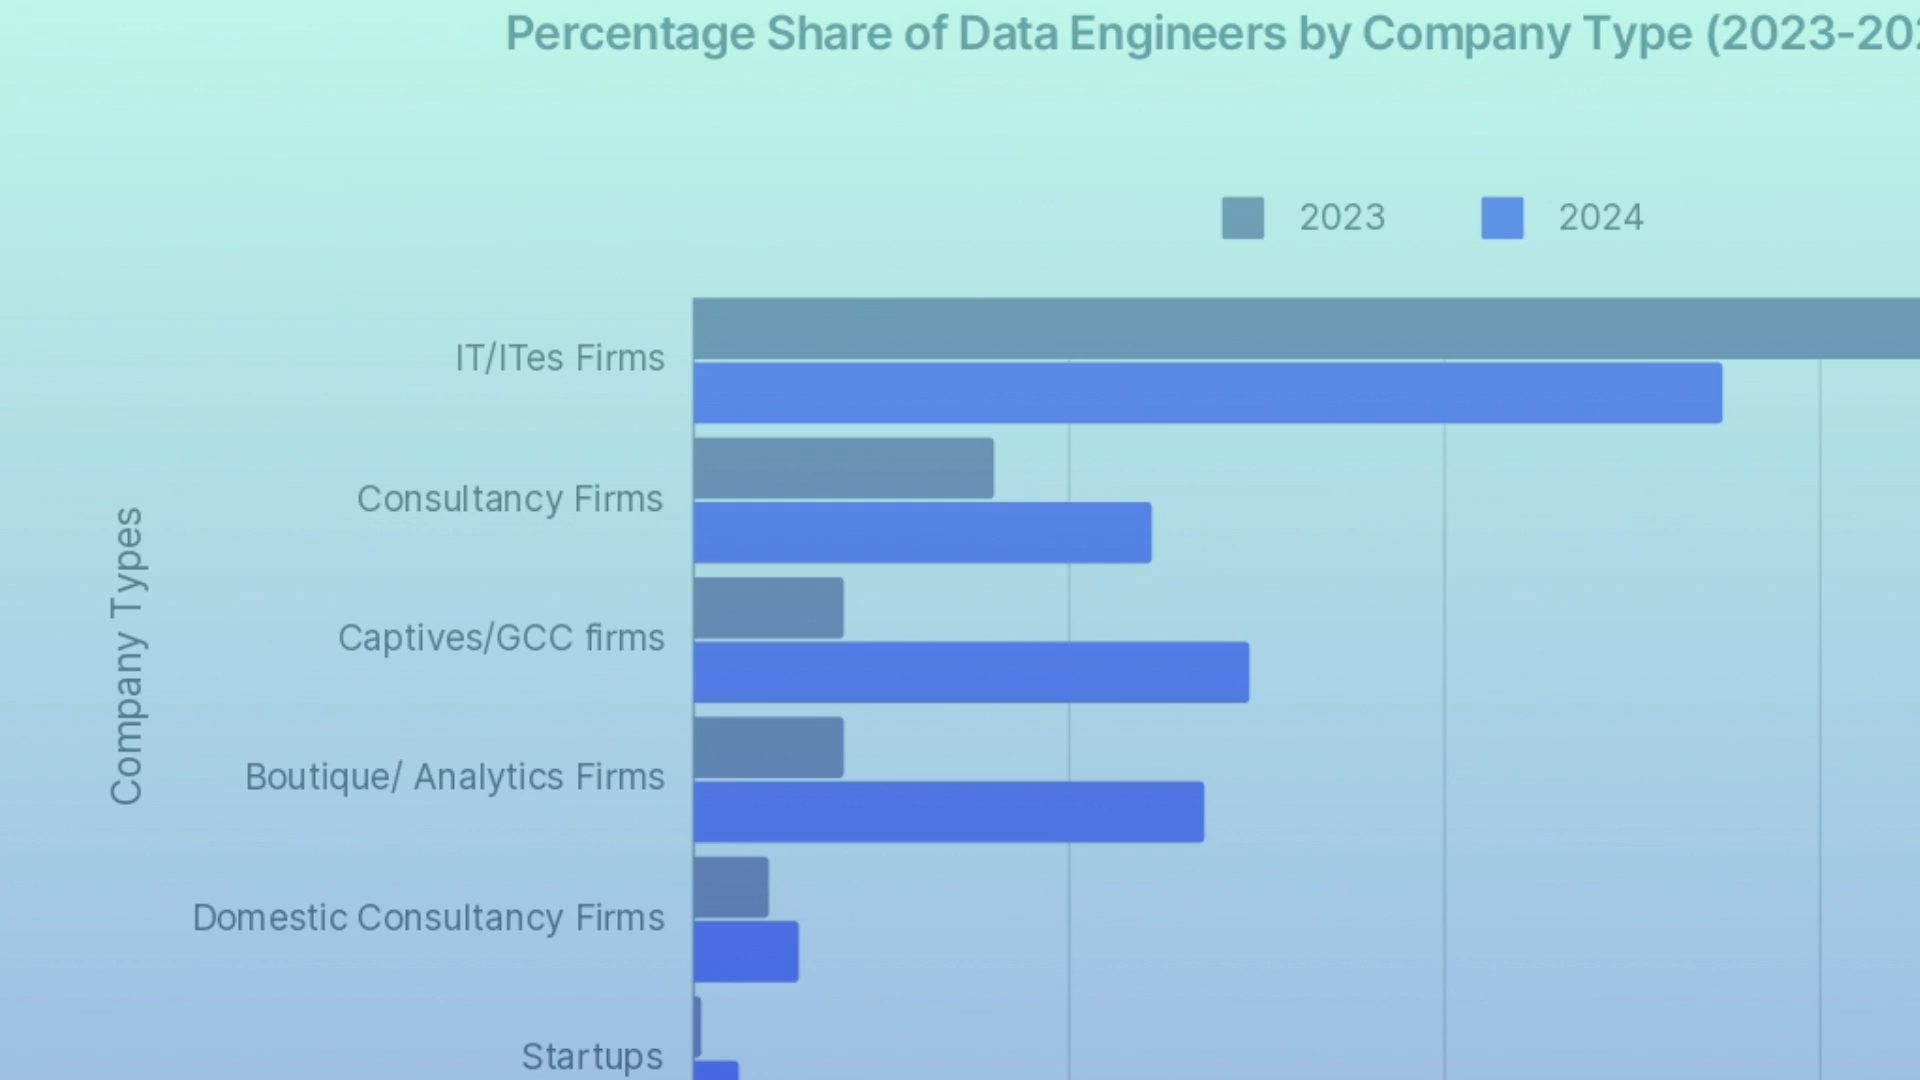 Percentage Share of Data Engineers by Company Type (2023-202
2023
2024
IT/ITes Firms
Consultancy Firms
Captives/GCC firms
Boutique/ Analytics Firms
Domestic Consultancy Firms
Startups
Company Types